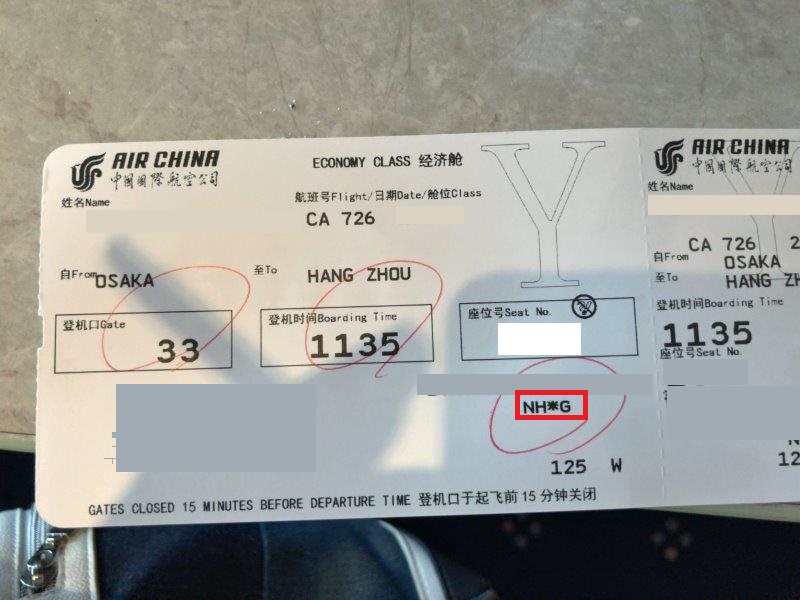 AIR CHINA
中国国际航空公司
ECONOMY CLASS 经济舱
Y
姓名Name
航班号Flight/日期Date/舱位Class
CA 726
自From OSAKA
至To HANG ZHOU
登机口Gate
33
登机时间Boarding Time
1135
座位号Seat No.
NH*G
125 W
GATES CLOSED 15 MINUTES BEFORE DEPARTURE TIME 登机口于起飞前15分钟关闭
AIR CHINA
中国国际航空公司
姓名Name
CA 726 2
自From OSAKA
至To HANG ZH
登机时间Boarding Time
1135
座位号Seat No.
N
12